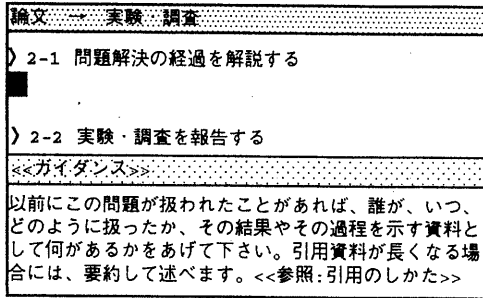 論文 → 実験・調査
》2-1 問題解決の経過を解説する
》2-2 実験・調査を報告する
<<ガイダンス>>
以前にこの問題が扱われたことがあれば、誰が、いつ、
どのように扱ったか、その結果やその過程を示す資料と
して何があるかをあげて下さい。引用資料が長くなる場
合には、要約して述べます。<<参照:引用のしかた>>